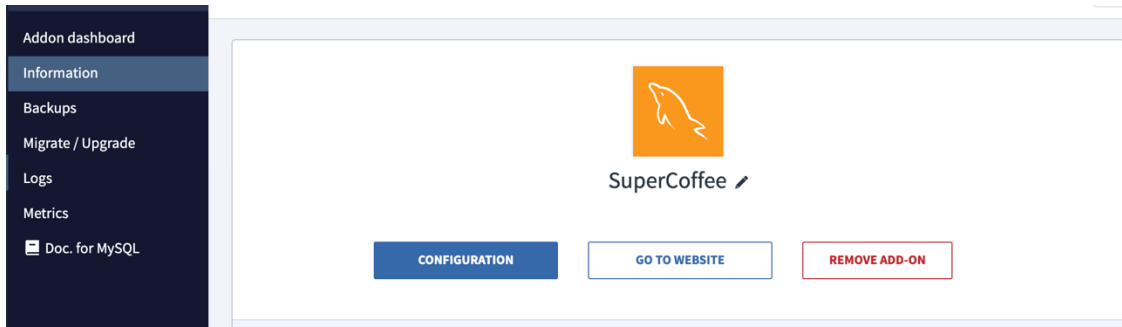 Addon dashboard
Information
Backups
Migrate / Upgrade
Logs
Metrics
Doc. for MySQL
SuperCoffee
CONFIGURATION
GO TO WEBSITE
REMOVE ADD-ON